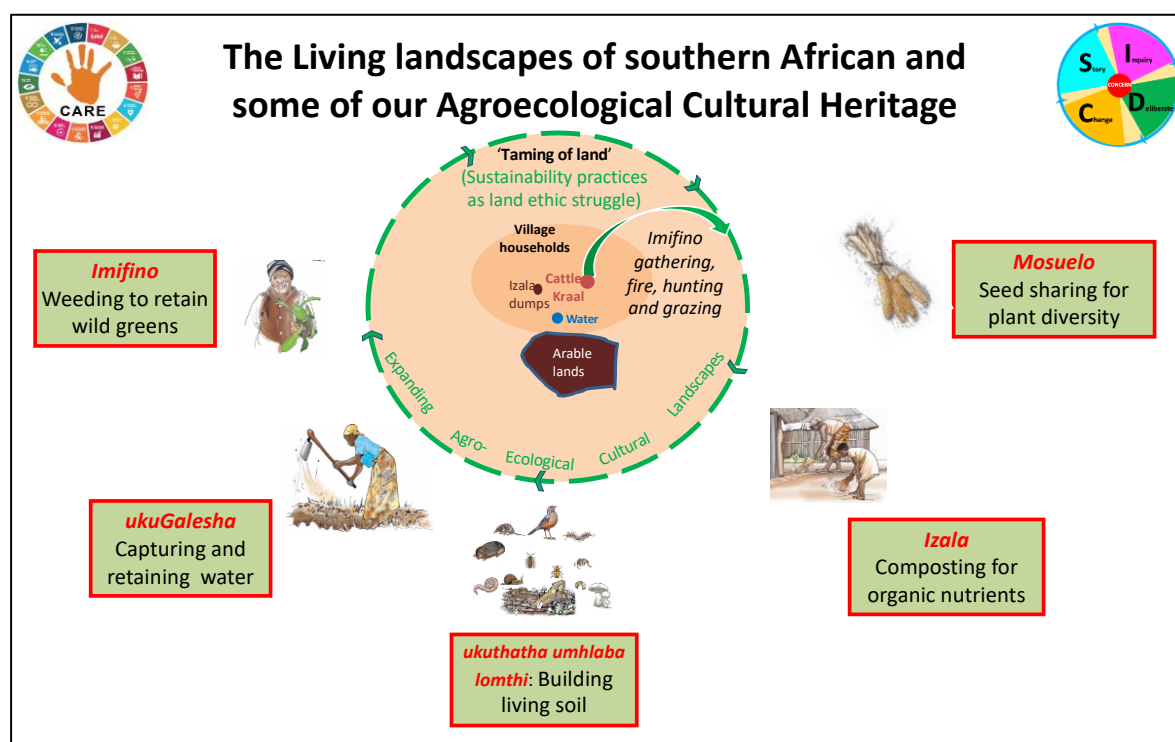 The Living landscapes of southern African and
some of our Agroecological Cultural Heritage
CARE
Story
Inquiry
CONCERN
Change
Deliberate
‘Taming of land’
(Sustainability practices
as land ethic struggle)
Village
households
Imifino
gathering,
fire, hunting
and grazing
Cattle
Kraal
Izala
dumps
Water
Arable
lands
Expanding
Agro-
Ecological
Cultural
Landscapes
Imifino
Weeding to retain
wild greens
Mosuelo
Seed sharing for
plant diversity
ukuGalesha
Capturing and
retaining water
Izala
Composting for
organic nutrients
ukuthatha umhlaba
lomthi: Building
living soil